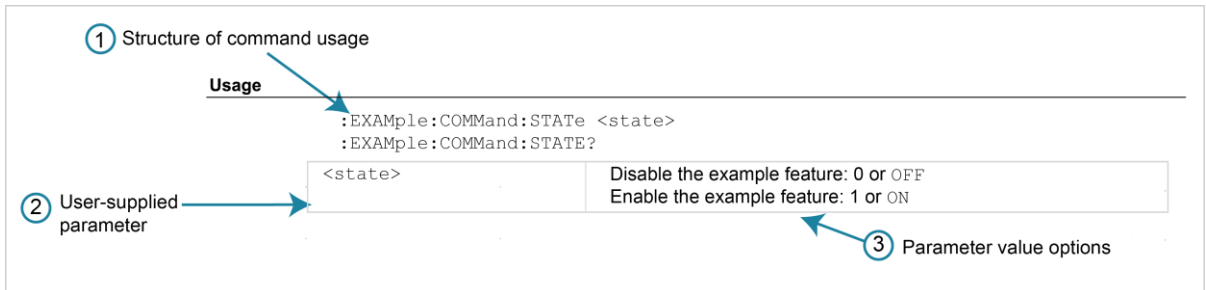 1 Structure of command usage
Usage
:EXAMple:COMMand:STATe <state>
:EXAMple:COMMand:STATE?
<state> Disable the example feature: 0 or OFF
Enable the example feature: 1 or ON
2 User-supplied
parameter
3 Parameter value options